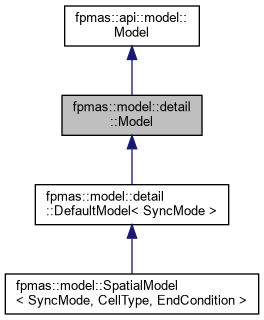 fpmas::api::model::
Model
fpmas::model::detail
::Model
fpmas::model::detail
::DefaultModel< SyncMode >
fpmas::model::SpatialModel
< SyncMode, CellType, EndCondition >